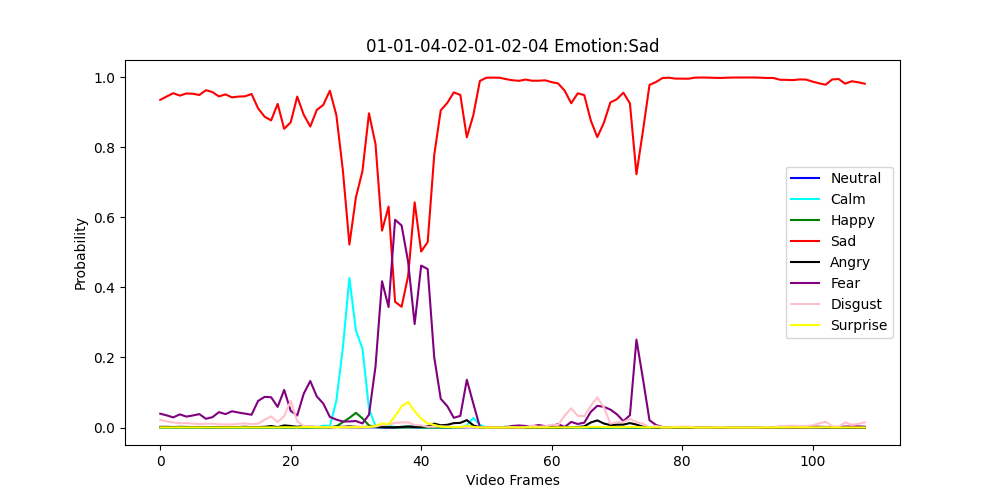 01-01-04-02-01-02-04 Emotion:Sad
1.0
0.8
0.6
0.4
0.2
0.0
Probability
0 20 40 60 80 100
Video Frames
Neutral
Calm
Happy
Sad
Angry
Fear
Disgust
Surprise